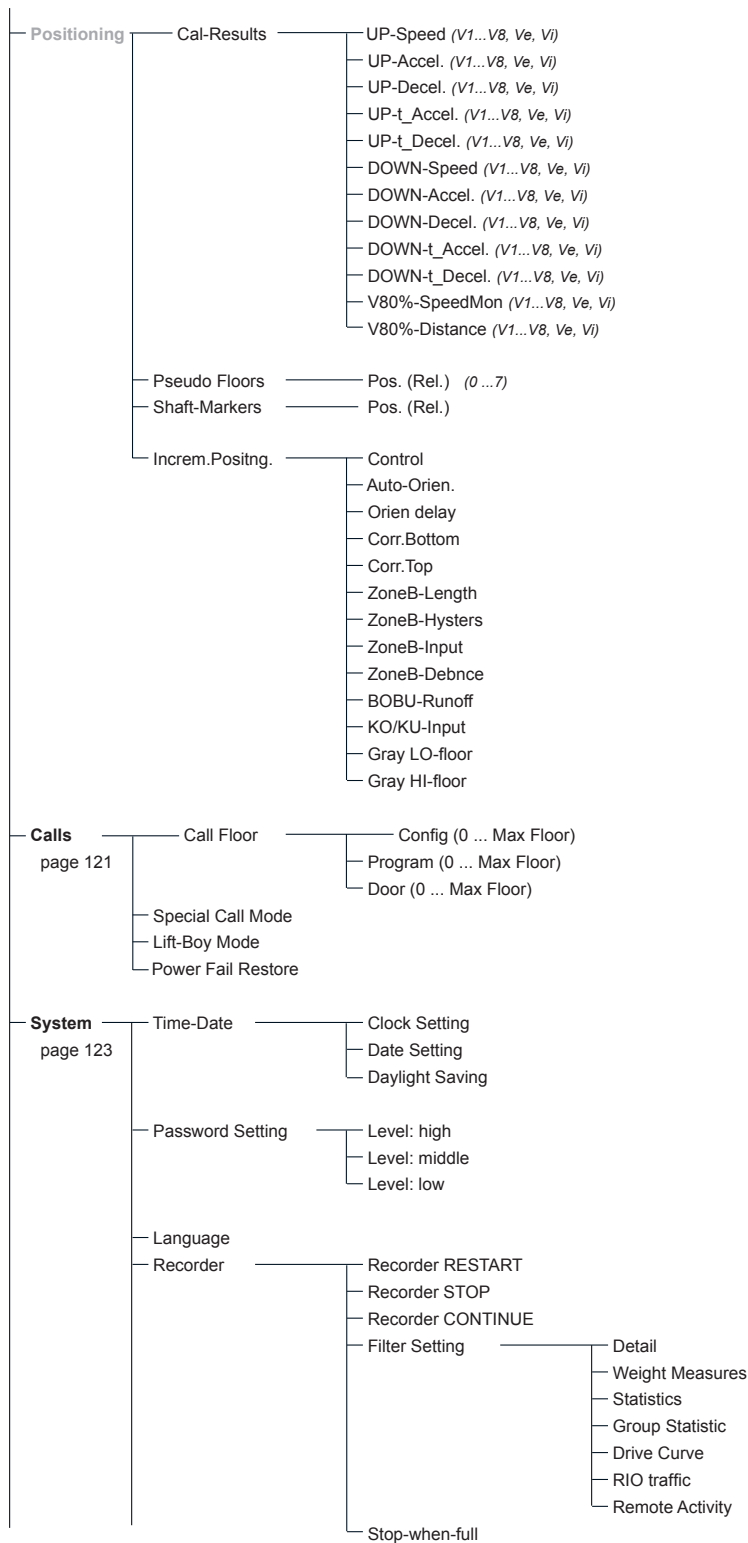 Positioning Cal-Results UP-Speed (V1...V8, Ve, Vi)
UP-Accel. (V1...V8, Ve, Vi)
UP-Decel. (V1...V8, Ve, Vi)
UP-t_Accel. (V1...V8, Ve, Vi)
UP-t_Decel. (V1...V8, Ve, Vi)
DOWN-Speed (V1...V8, Ve, Vi)
DOWN-Accel. (V1...V8, Ve, Vi)
DOWN-Decel. (V1...V8, Ve, Vi)
DOWN-t_Accel. (V1...V8, Ve, Vi)
DOWN-t_Decel. (V1...V8, Ve, Vi)
V80%-SpeedMon (V1...V8, Ve, Vi)
V80%-Distance (V1...V8, Ve, Vi)
Pseudo Floors Pos. (Rel.) (0 ...7)
Shaft-Markers Pos. (Rel.)
Increm.Positng. Control
Auto-Orien.
Orien delay
Corr.Bottom
Corr.Top
ZoneB-Length
ZoneB-Hysters
ZoneB-Input
ZoneB-Debnce
BOBU-Runoff
KO/KU-Input
Gray LO-floor
Gray HI-floor
Calls Call Floor Config (0 ... Max Floor)
page 121 Program (0 ... Max Floor)
Door (0 ... Max Floor)
Special Call Mode
Lift-Boy Mode
Power Fail Restore
System Time-Date Clock Setting
page 123 Date Setting
Daylight Saving
Password Setting Level: high
Level: middle
Level: low
Language
Recorder Recorder RESTART
Recorder STOP
Recorder CONTINUE
Filter Setting Detail
Weight Measures
Statistics
Group Statistic
Drive Curve
RIO traffic
Remote Activity
Stop-when-full